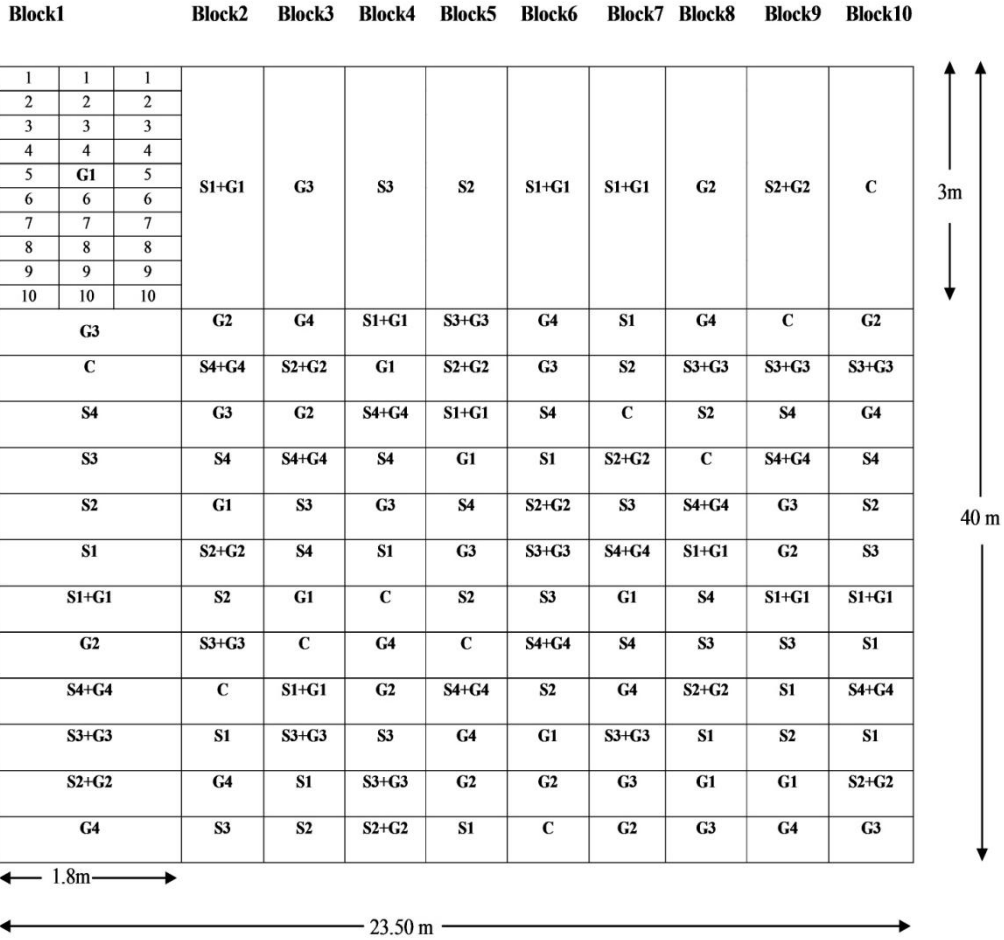 Block1 Block2 Block3 Block4 Block5 Block6 Block7 Block8 Block9 Block10
1 1 1
2 2 2
3 3 3
4 4 4
5 G1 5
S1+G1 G3 S3 S2 S1+G1 S1+G1 G2 S2+G2 C
3m
6 6 6
7 7 7
8 8 8
9 9 9
10 10 10
G3 G2 G4 S1+G1 S3+G3 G4 S1 G4 C G2
C S4+G4 S2+G2 G1 S2+G2 G3 S2 S3+G3 S3+G3 S3+G3
S4 G3 G2 S4+G4 S1+G1 S4 C S2 S4 G4
S3 S4 S4+G4 S4 G1 S1 S2+G2 C S4+G4 S4
S2 G1 S3 G3 S4 S2+G2 S3 S4+G4 G3 S2
40 m
S1 S2+G2 S4 S1 G3 S3+G3 S4+G4 S1+G1 G2 S3
S1+G1 S2 G1 C S2 S3 G1 S4 S1+G1 S1+G1
G2 S3+G3 C G4 C S4+G4 S4 S3 S3 S1
S4+G4 C S1+G1 G2 S4+G4 S2 G4 S2+G2 S1 S4+G4
S3+G3 S1 S3+G3 S3 G4 G1 S3+G3 S1 S2 S1
S2+G2 G4 S1 S3+G3 G2 G2 G3 G1 G1 S2+G2
G4 S3 S2 S2+G2 S1 C G2 G3 G4 G3
1.8m
23.50 m